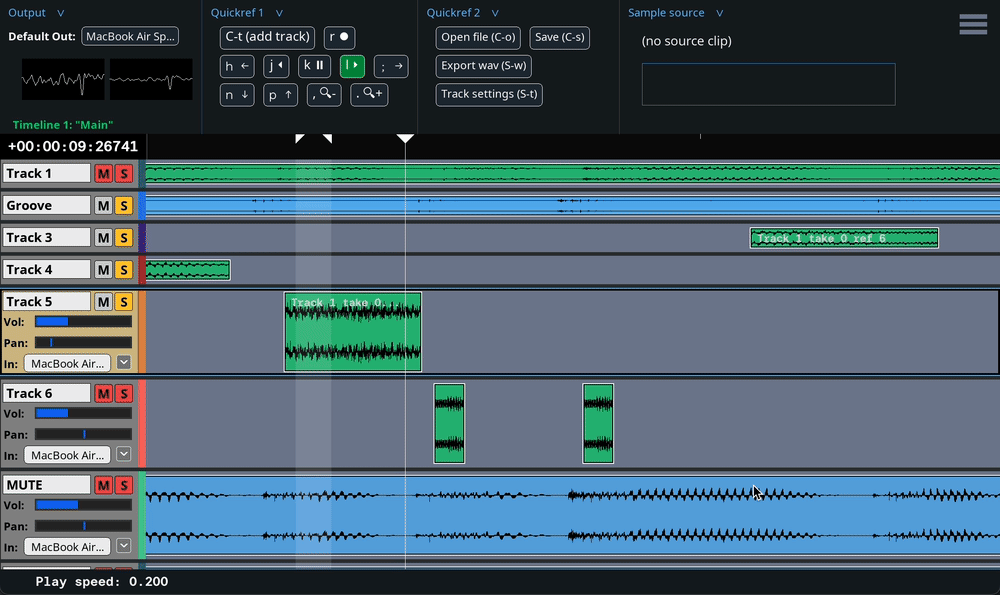 Output ∨
Default Out: MacBook Air Sp...
Timeline 1: "Main"
Quickref 1 ∨
C-t (add track) r
h ← j k l ; →
n ↓ p ↑ , - . +
Quickref 2 ∨
Open file (C-o) Save (C-s)
Export wav (S-w)
Track settings (S-t)
Sample source ∨
(no source clip)
+00:00:09:26741
Track 1 M S
Groove M S
Track 3 M S
Track 1 take 0 ref 6
Track 4 M S
Track 5 M S
Track 1 take 0..
Vol:
Pan:
In: MacBook Air...
Track 6 M S
Vol:
Pan:
In: MacBook Air...
MUTE M S
Vol:
Pan:
In: MacBook Air...
Play speed: 0.200